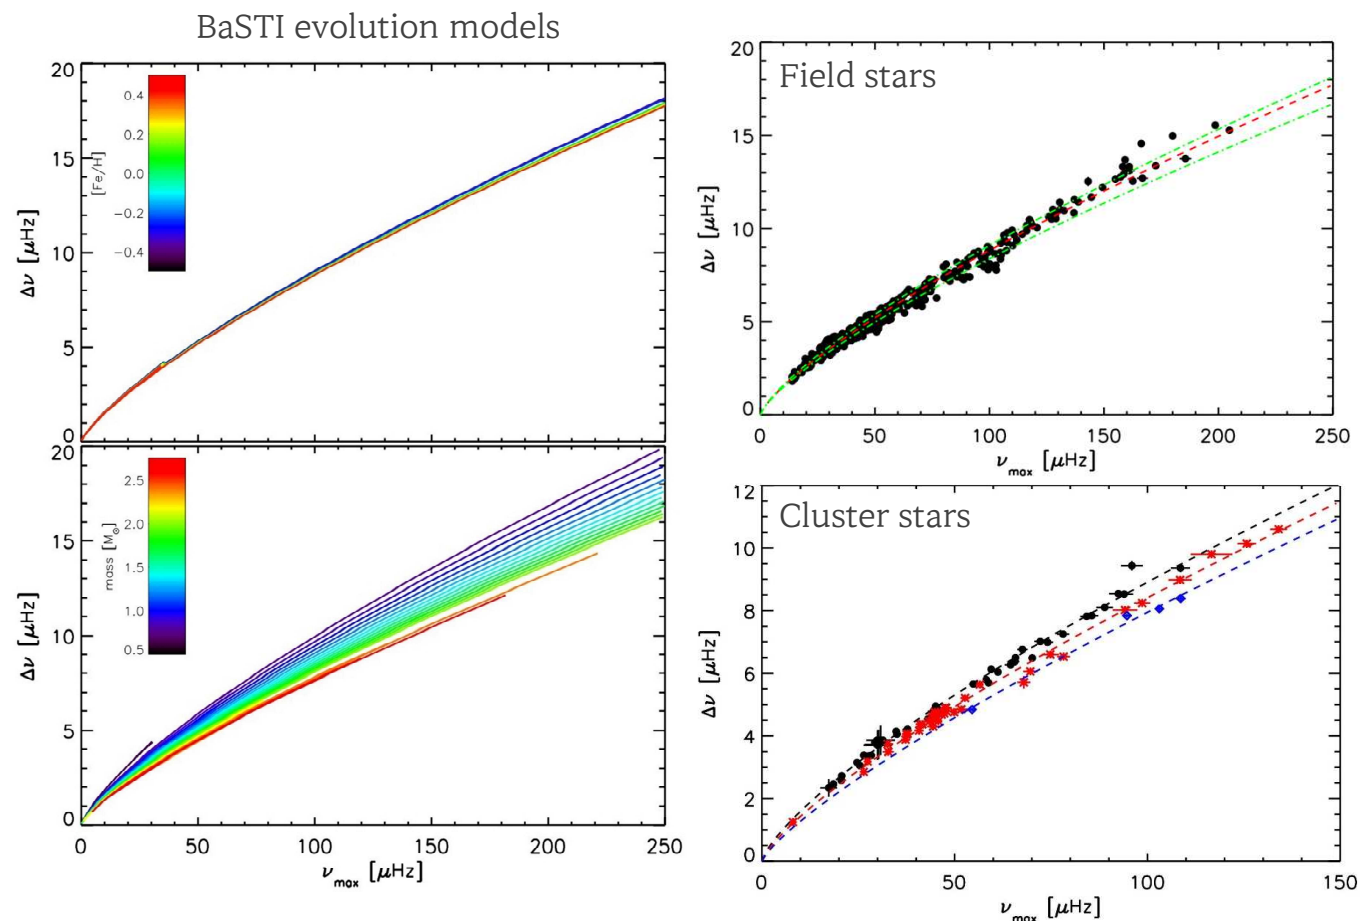 BaSTI evolution models
20
15
10
5
0
Δν [μHz]
0.4
0.2
0.0
−0.2
−0.4
[Fe/H]
20
15
10
5
0
Δν [μHz]
2.5
2.0
1.5
1.0
0.5
mass [M☉]
0 50 100 150 200 250
νmax [μHz]
Field stars
20
15
10
5
0
Δν [μHz]
0 50 100 150 200 250
νmax [μHz]
Cluster stars
12
10
8
6
4
2
0
Δν [μHz]
0 50 100 150
νmax [μHz]